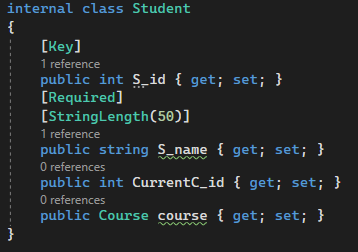 internal class Student
{
[Key]
1 reference
public int S_id { get; set; }
[Required]
[StringLength(50)]
1 reference
public string S_name { get; set; }
0 references
public int CurrentC_id { get; set; }
0 references
public Course course { get; set; }
}